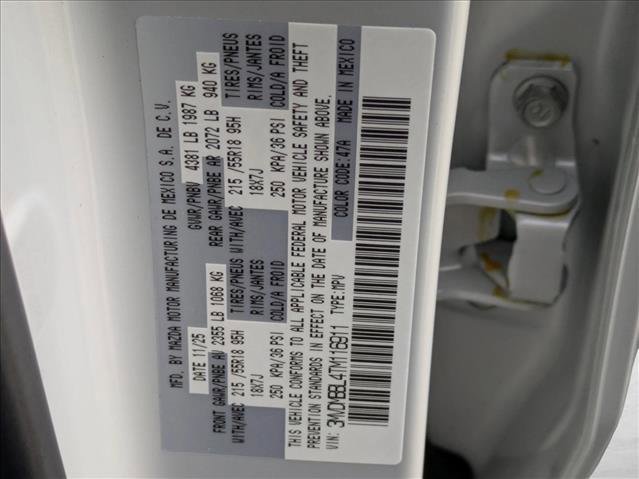 MFD. BY MAZDA MOTOR MANUFACTURING DE MEXICO S.A. DE C.V.
DATE 11/25 GVWR/PNBV 4381 LB 1987 KG
FRONT GAWR/PNBE AV 2355 LB 1068 KG REAR GAWR/PNBE AR 2072 LB 940 KG
WITH/AVEC TIRES/PNEUS WITH/AVEC TIRES/PNEUS
215 /55R18 95H RIMS/JANTES 215 /55R18 95H RIMS/JANTES
18X7J COLD/A FROID 18X7J COLD/A FROID
250 KPA/36 PSI 250 KPA/36 PSI
THIS VEHICLE CONFORMS TO ALL APPLICABLE FEDERAL MOTOR VEHICLE SAFETY AND THEFT
PREVENTION STANDARDS IN EFFECT ON THE DATE OF MANUFACTURE SHOWN ABOVE.
VIN: 3MVDMBBL4TM116911 TYPE:MPV COLOR CODE:47A MADE IN MEXICO